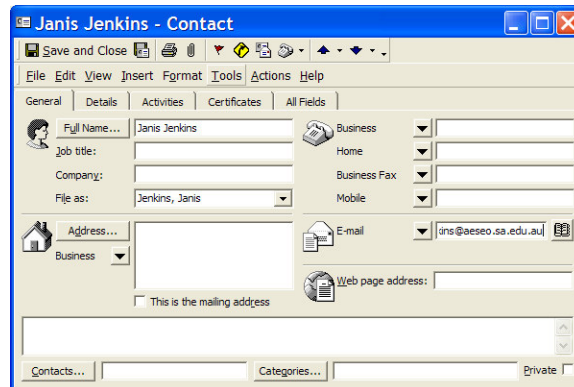 Janis Jenkins - Contact
Save and Close
File Edit View Insert Format Tools Actions Help
General Details Activities Certificates All Fields
Full Name... Janis Jenkins
Job title:
Company:
File as: Jenkins, Janis
Business
Home
Business Fax
Mobile
Address...
Business
This is the mailing address
E-mail kins@aeseo.sa.edu.au
Web page address:
Contacts... Categories... Private